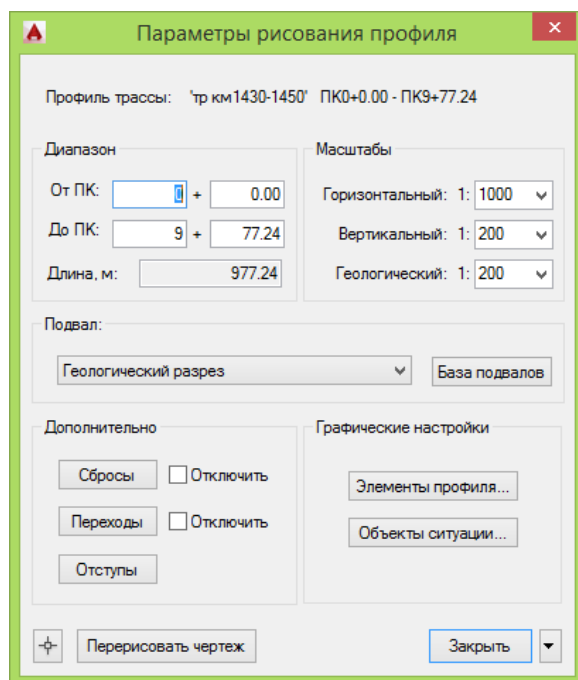 Параметры рисования профиля
Профиль трассы: 'тр км1430-1450' ПК0+0.00 - ПК9+77.24
Диапазон
От ПК: 0 + 0.00
До ПК: 9 + 77.24
Длина, м: 977.24
Масштабы
Горизонтальный: 1: 1000
Вертикальный: 1: 200
Геологический: 1: 200
Подвал:
Геологический разрез База подвалов
Дополнительно
Сбросы Отключить
Переходы Отключить
Отступы
Графические настройки
Элементы профиля...
Объекты ситуации...
Перерисовать чертеж Закрыть